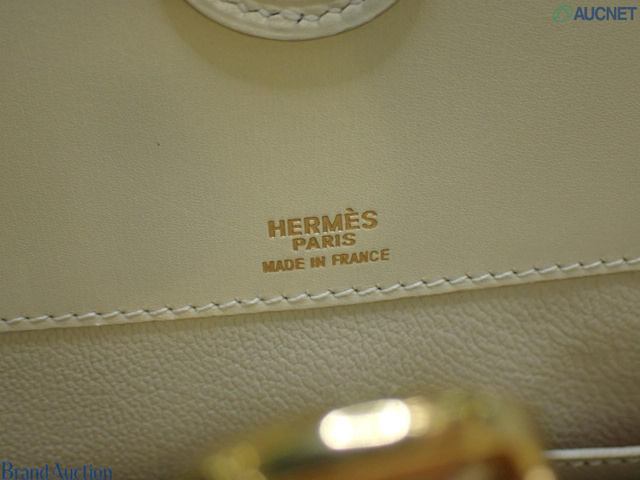 AUCNET
HERMÈS
PARIS
MADE IN FRANCE
Brand Auction